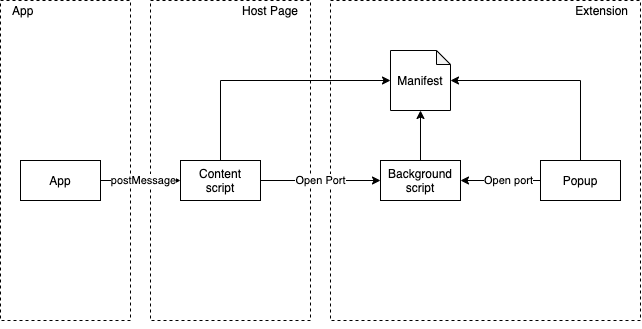 App
Host Page
Extension
Manifest
App
postMessage
Content
script
Open Port
Background
script
Open port
Popup